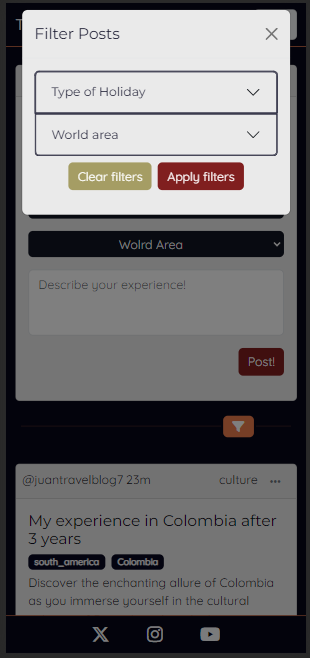 T
Filter Posts
Type of Holiday
World area
Clear filters
Apply filters
Wolrd Area
Describe your experience!
Post!
@juantravelblog7 23m
culture
...
My experience in Colombia after
3 years
south_america
Colombia
Discover the enchanting allure of Colombia
as you immerse yourself in the cultural